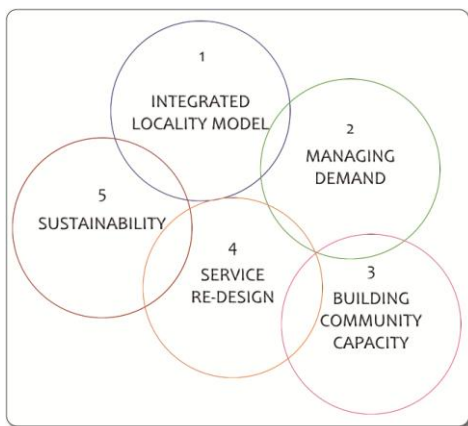 1
INTEGRATED
LOCALITY MODEL
2
MANAGING
DEMAND
3
BUILDING
COMMUNITY
CAPACITY
4
SERVICE
RE-DESIGN
5
SUSTAINABILITY